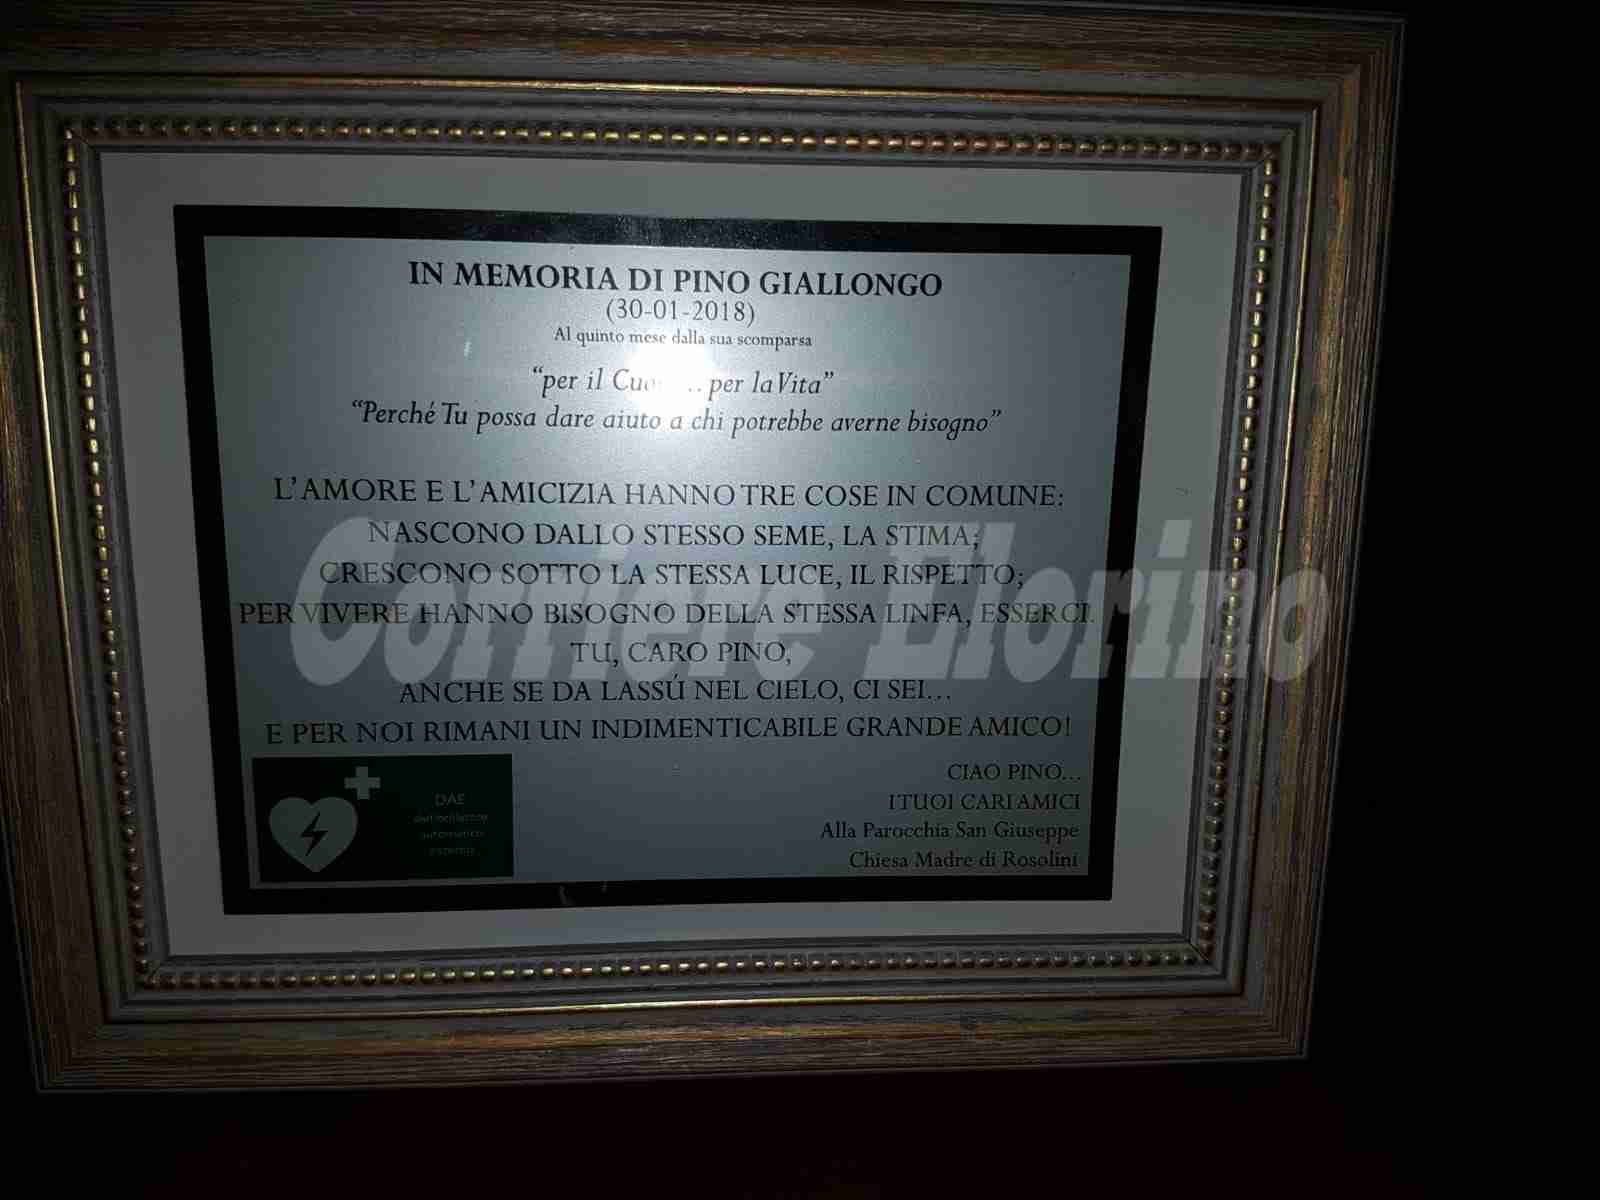 IN MEMORIA DI PINO GIALLONGO
(30-01-2018)
Al quinto mese dalla sua scomparsa
“per il ... per la Vita”
“Perché Tu possa dare aiuto a chi potrebbe averne bisogno”
L'AMORE E L'AMICIZIA HANNO TRE COSE IN COMUNE:
NASCONO DALLO STESSO SEME, LA STIMA;
CRESCONO SOTTO LA STESSA LUCE, IL RISPETTO;
PER VIVERE HANNO BISOGNO DELLA STESSA LINFA, ESSERCI.
TU, CARO PINO,
ANCHE SE DA LASSÚ NEL CIELO, CI SEI...
E PER NOI RIMANI UN INDIMENTICABILE GRANDE AMICO!
CIAO PINO...
I TUOI CARI AMICI
Alla Parocchia San Giuseppe
Chiesa Madre di Rosolini
DAE
defibrillatore
automatico
esterno
Corriere Elorino